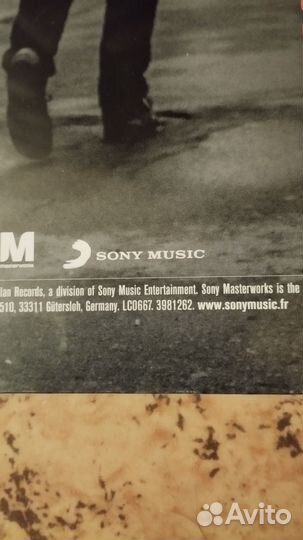 M
SONY MUSIC
lan Records, a division of Sony Music Entertainment. Sony Masterworks is the
510, 33311 Gütersloh, Germany. LC0667. 3981262. www.sonymusic.fr
Avito